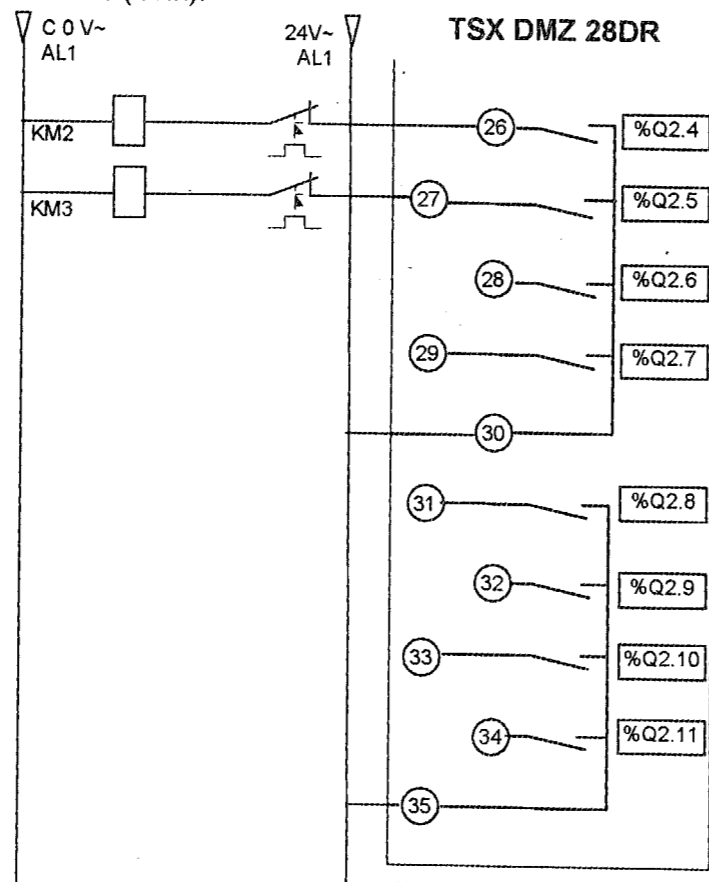 C 0 V~ 24V~ TSX DMZ 28DR
AL1 AL1
26 %Q2.4
KM2
27 %Q2.5
KM3
28 %Q2.6
29 %Q2.7
30
31 %Q2.8
32 %Q2.9
33 %Q2.10
34 %Q2.11
35